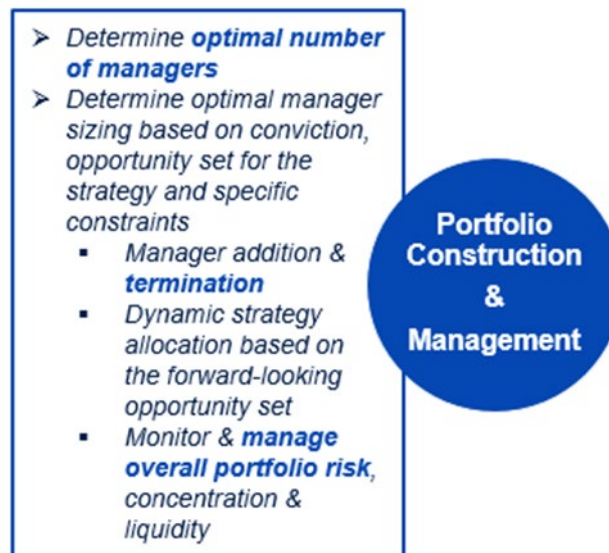 ➢ Determine optimal number
of managers
➢ Determine optimal manager
sizing based on conviction,
opportunity set for the
strategy and specific
constraints
▪ Manager addition &
termination
▪ Dynamic strategy
allocation based on
the forward-looking
opportunity set
▪ Monitor & manage
overall portfolio risk,
concentration &
liquidity
Portfolio
Construction
&
Management